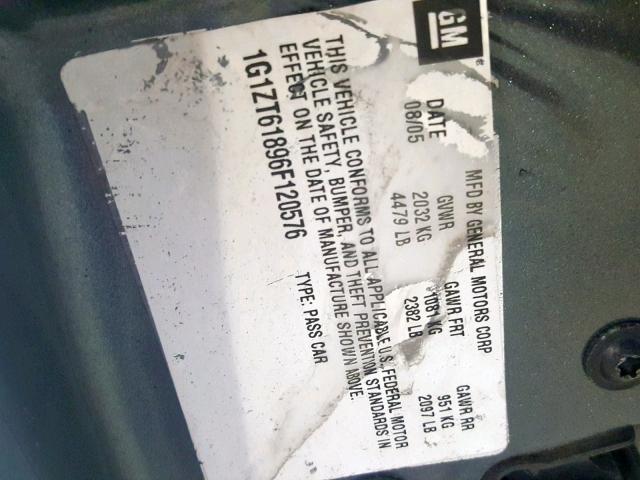 GM
MFD BY GENERAL MOTORS CORP
DATE GVWR GAWR FRT GAWR RR
08/05 2032 KG 1081 KG 951 KG
4479 LB 2382 LB 2097 LB
THIS VEHICLE CONFORMS TO ALL APPLICABLE U.S. FEDERAL MOTOR
VEHICLE SAFETY, BUMPER, AND THEFT PREVENTION STANDARDS IN
EFFECT ON THE DATE OF MANUFACTURE SHOWN ABOVE.
1G1ZT61896F120576 TYPE: PASS CAR